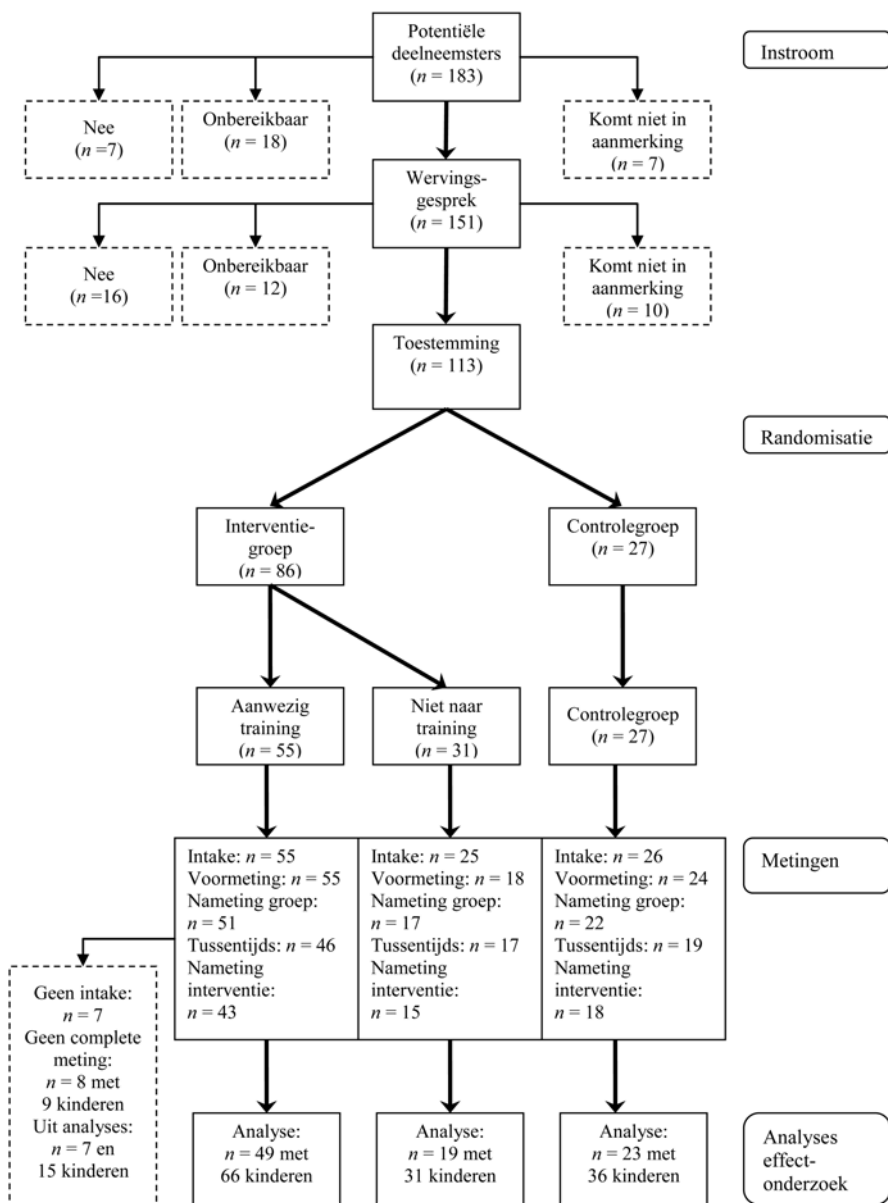 Potentiële
deelneemsters
(n = 183)
Instroom
Nee
(n =7)
Onbereikbaar
(n = 18)
Komt niet in
aanmerking
(n = 7)
Wervings-
gesprek
(n = 151)
Nee
(n =16)
Onbereikbaar
(n = 12)
Komt niet in
aanmerking
(n = 10)
Toestemming
(n = 113)
Randomisatie
Interventie-
groep
(n = 86)
Controlegroep
(n = 27)
Aanwezig
training
(n = 55)
Niet naar
training
(n = 31)
Controlegroep
(n = 27)
Intake: n = 55
Voormeting: n = 55
Nameting groep:
n = 51
Tussentijds: n = 46
Nameting
interventie:
n = 43
Intake: n = 25
Voormeting: n = 18
Nameting groep:
n = 17
Tussentijds: n = 17
Nameting
interventie:
n = 15
Intake: n = 26
Voormeting: n = 24
Nameting groep:
n = 22
Tussentijds: n = 19
Nameting
interventie:
n = 18
Metingen
Geen intake:
n = 7
Geen complete
meting:
n = 8 met
9 kinderen
Uit analyses:
n = 7 en
15 kinderen
Analyse:
n = 49 met
66 kinderen
Analyse:
n = 19 met
31 kinderen
Analyse:
n = 23 met
36 kinderen
Analyses
effect-
onderzoek